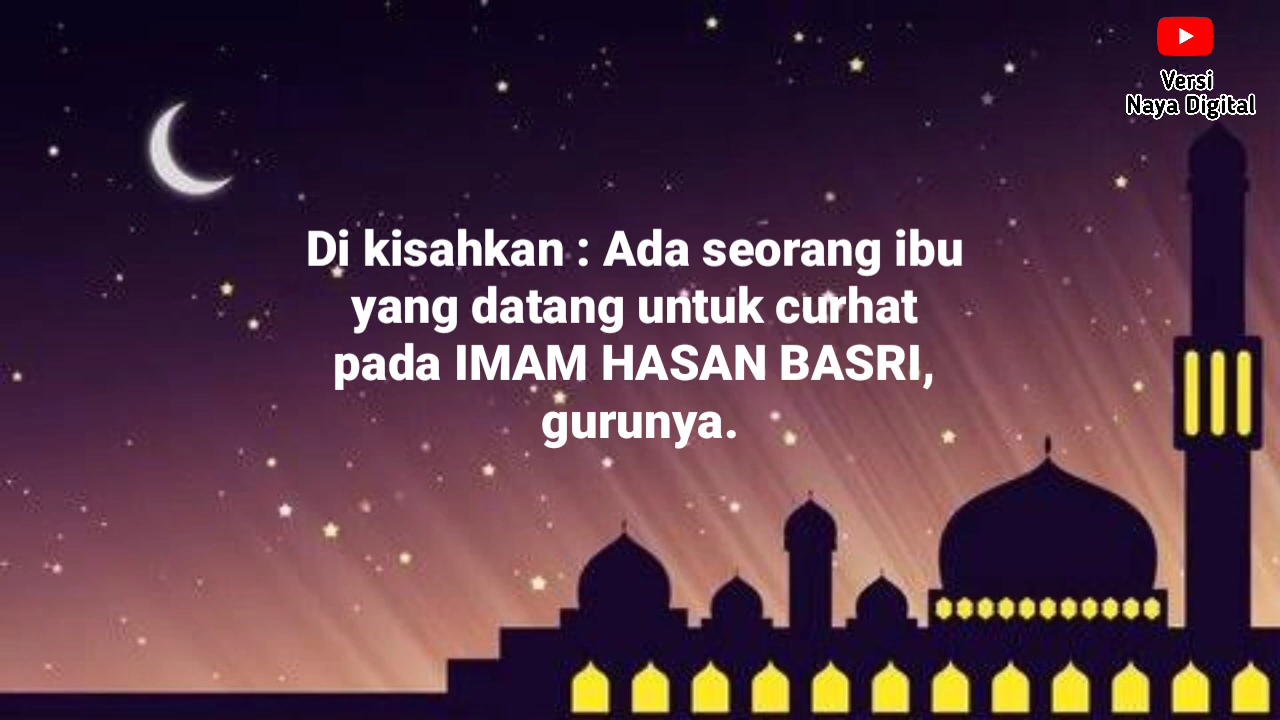 Versi
Naya Digital
Di kisahkan : Ada seorang ibu
yang datang untuk curhat
pada IMAM HASAN BASRI,
gurunya.